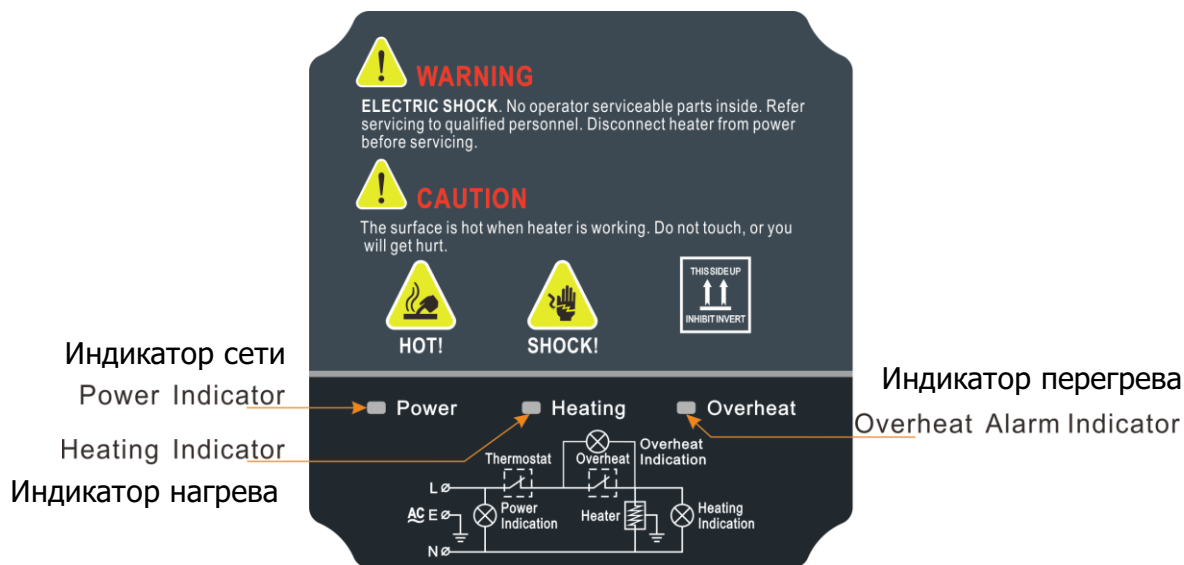 WARNING
ELECTRIC SHOCK. No operator serviceable parts inside. Refer
servicing to qualified personnel. Disconnect heater from power
before servicing.
CAUTION
The surface is hot when heater is working. Do not touch, or you
will get hurt.
THIS SIDE UP
INHIBIT INVERT
HOT!
SHOCK!
Индикатор сети
Power Indicator
Индикатор перегрева
Overheat Alarm Indicator
Power
Heating
Overheat
Heating Indicator
Индикатор нагрева
Thermostat
Overheat
Overheat
Indication
L
AC E
N
Power
Indication
Heater
Heating
Indication